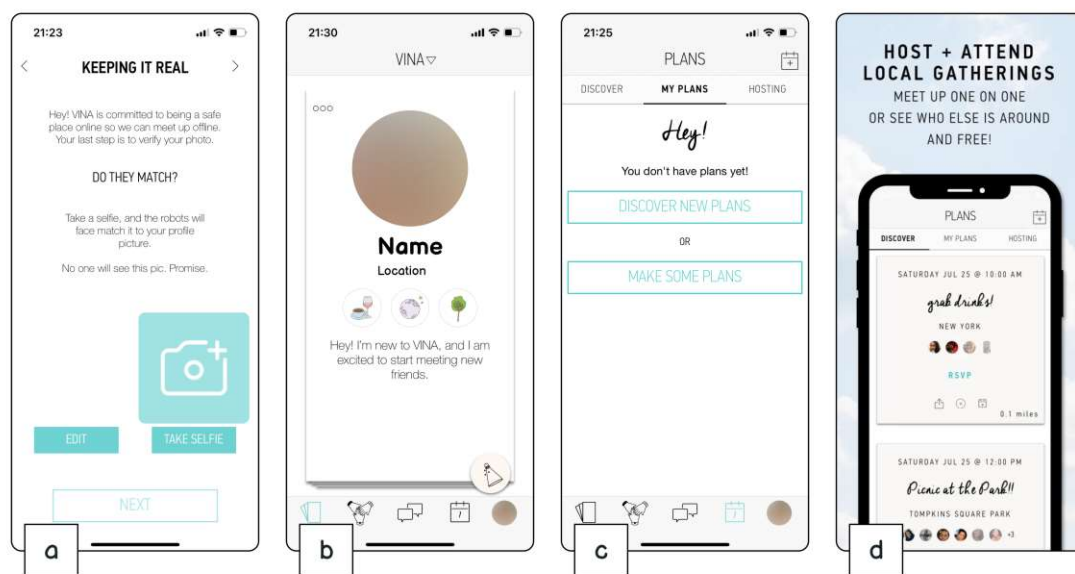 21:23
KEEPING IT REAL
Hey! VINA is committed to being a safe
place online so we can meet up offline.
Your last step is to verify your photo.
DO THEY MATCH?
Take a selfie, and the robots will
face match it to your profile
picture.
No one will see this pic. Promise.
EDIT
TAKE SELFIE
NEXT
a
21:30
VINA
Name
Location
Hey! I'm new to VINA, and I am
excited to start meeting new
friends.
b
21:25
PLANS
DISCOVER MY PLANS HOSTING
Hey!
You don't have plans yet!
DISCOVER NEW PLANS
OR
MAKE SOME PLANS
c
HOST + ATTEND
LOCAL GATHERINGS
MEET UP ONE ON ONE
OR SEE WHO ELSE IS AROUND
AND FREE!
PLANS
DISCOVER MY PLANS HOSTING
SATURDAY JUL 25 @ 10:00 AM
grab drinks!
NEW YORK
RSVP
0.1 miles
SATURDAY JUL 25 @ 12:00 PM
Picnic at the Park!!
TOMPKINS SQUARE PARK
+3
d